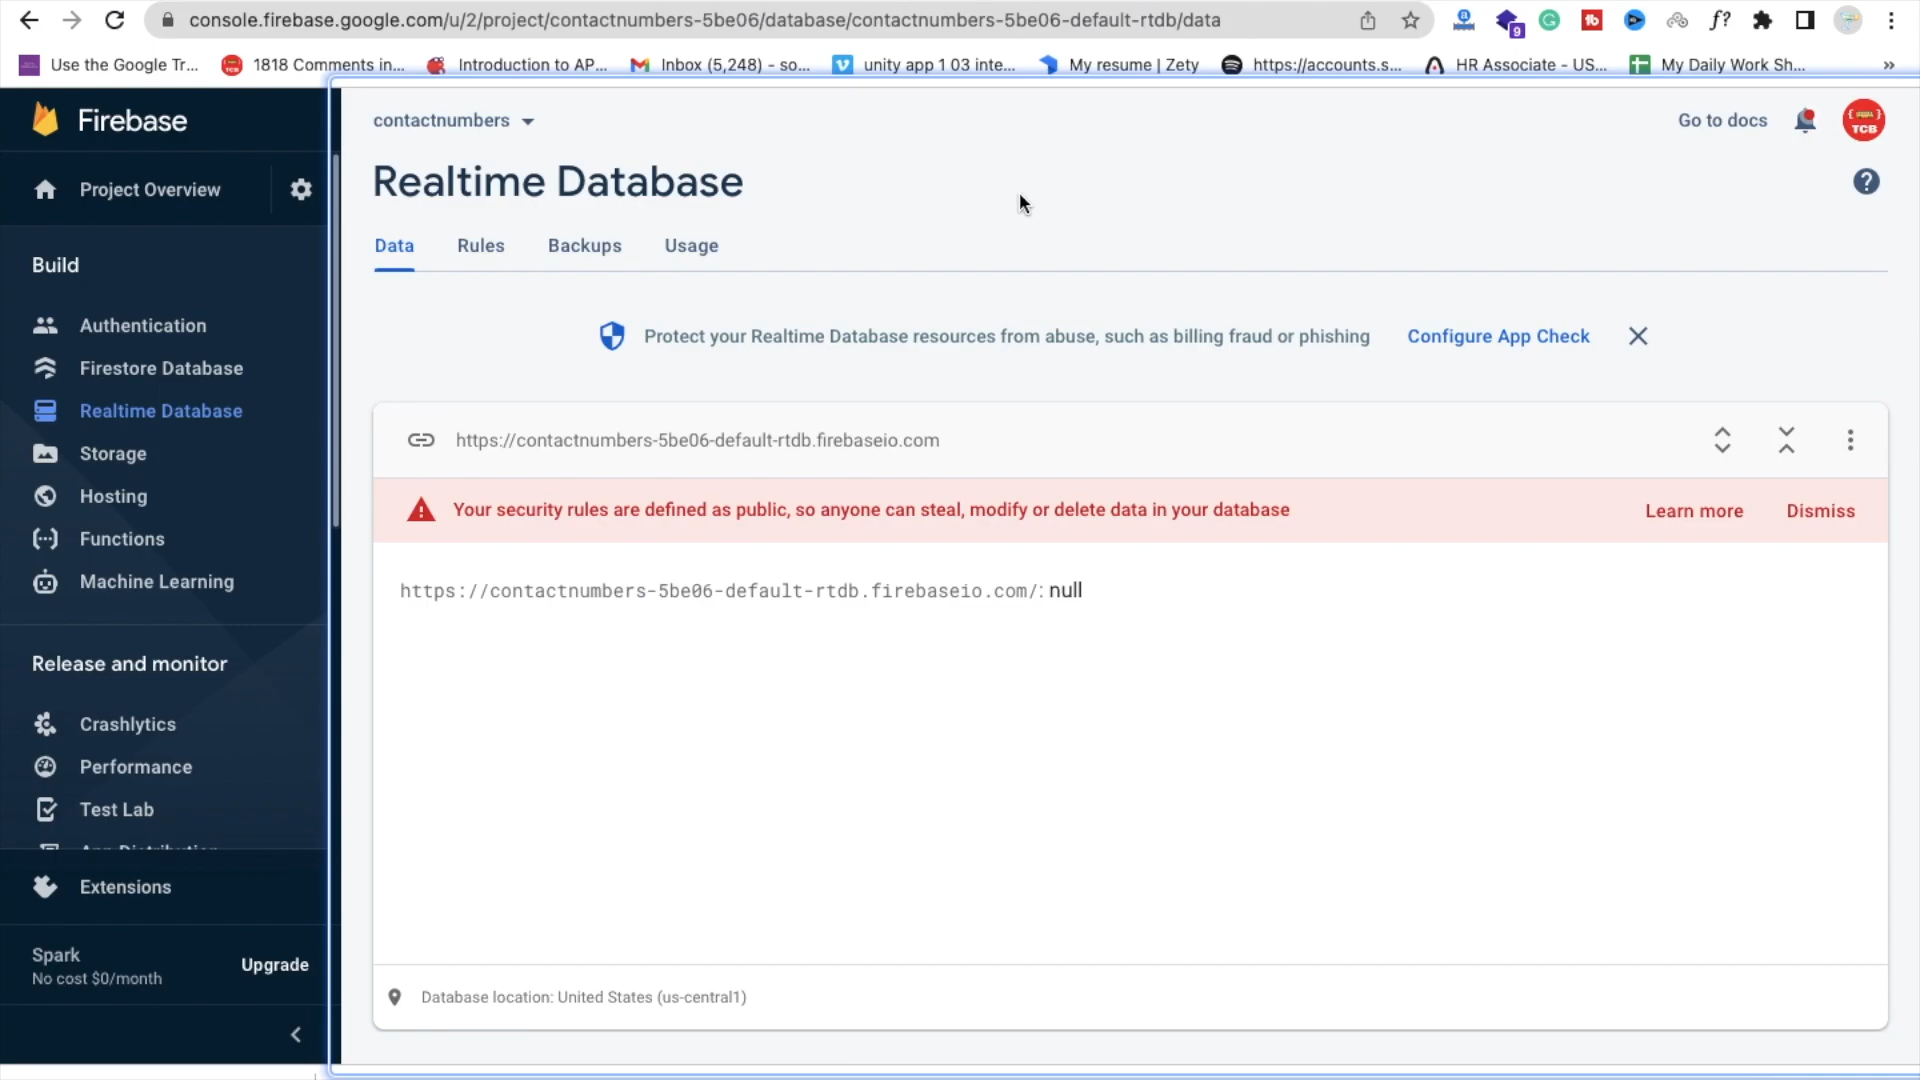 console.firebase.google.com/u/2/project/contactnumbers-5be06/database/contactnumbers-5be06-default-rtdb/data
9
Use the Google Tr...
1818 Comments in...
Introduction to AP...
Inbox (5,248) - so...
unity app 1 03 inte...
My resume | Zety
https://accounts.s...
HR Associate - US...
My Daily Work Sh...
»
Firebase
contactnumbers
Go to docs
TCB
Project Overview
Realtime Database
Data
Rules
Backups
Usage
Build
Authentication
Firestore Database
Realtime Database
Storage
Hosting
Functions
Machine Learning
Protect your Realtime Database resources from abuse, such as billing fraud or phishing
Configure App Check
https://contactnumbers-5be06-default-rtdb.firebaseio.com
Your security rules are defined as public, so anyone can steal, modify or delete data in your database
Learn more
Dismiss
https://contactnumbers-5be06-default-rtdb.firebaseio.com/: null
Release and monitor
Crashlytics
Performance
Test Lab
Extensions
Spark
No cost $0/month
Upgrade
Database location: United States (us-central1)